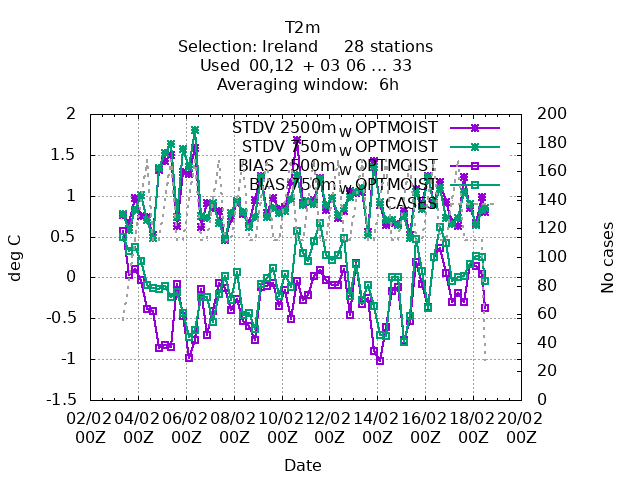 T2m
Selection: Ireland 28 stations
Used 00,12 + 03 06 ... 33
Averaging window: 6h
STDV 2500m_W OPTMOIST
STDV 750m_W OPTMOIST
BIAS 2500m_W OPTMOIST
BIAS 750m_W OPTMOIST
CASES
2
1.5
1
0.5
0
-0.5
-1
-1.5
deg C
200
180
160
140
120
100
80
60
40
20
0
No cases
02/02 04/02 06/02 08/02 10/02 12/02 14/02 16/02 18/02 20/02
00Z 00Z 00Z 00Z 00Z 00Z 00Z 00Z 00Z 00Z
Date